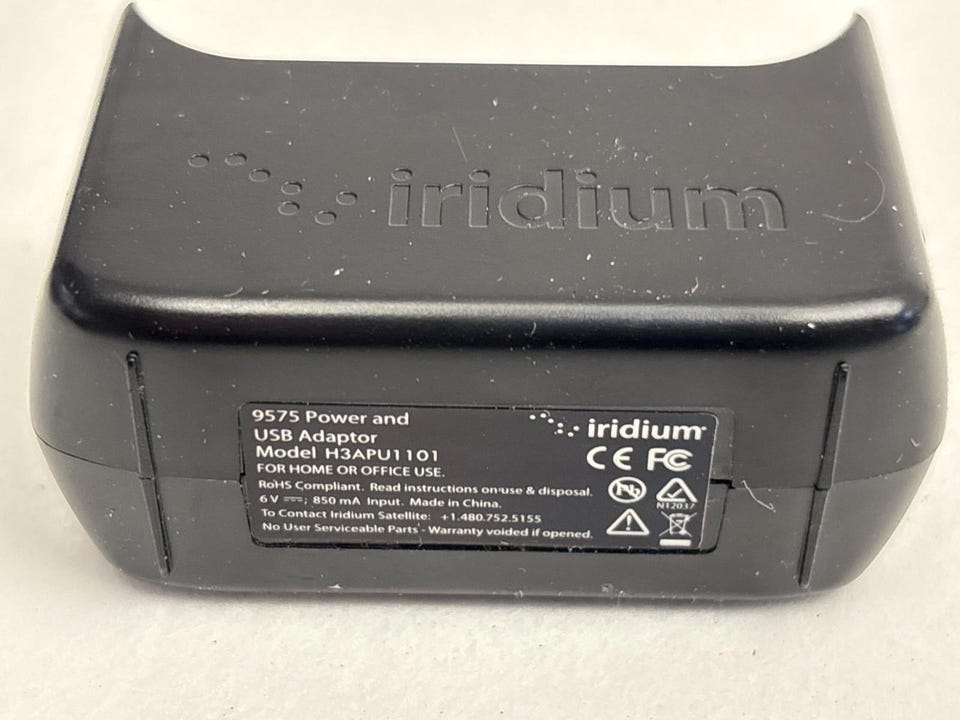 iridium
9575 Power and
USB Adaptor
Model H3APU1101
FOR HOME OR OFFICE USE.
RoHS Compliant. Read instructions on use & disposal.
6 V ⎓; 850 mA Input. Made in China.
To Contact Iridium Satellite: +1.480.752.5155
No User Serviceable Parts - Warranty voided if opened.
iridium
CE FC
Pb
N12037